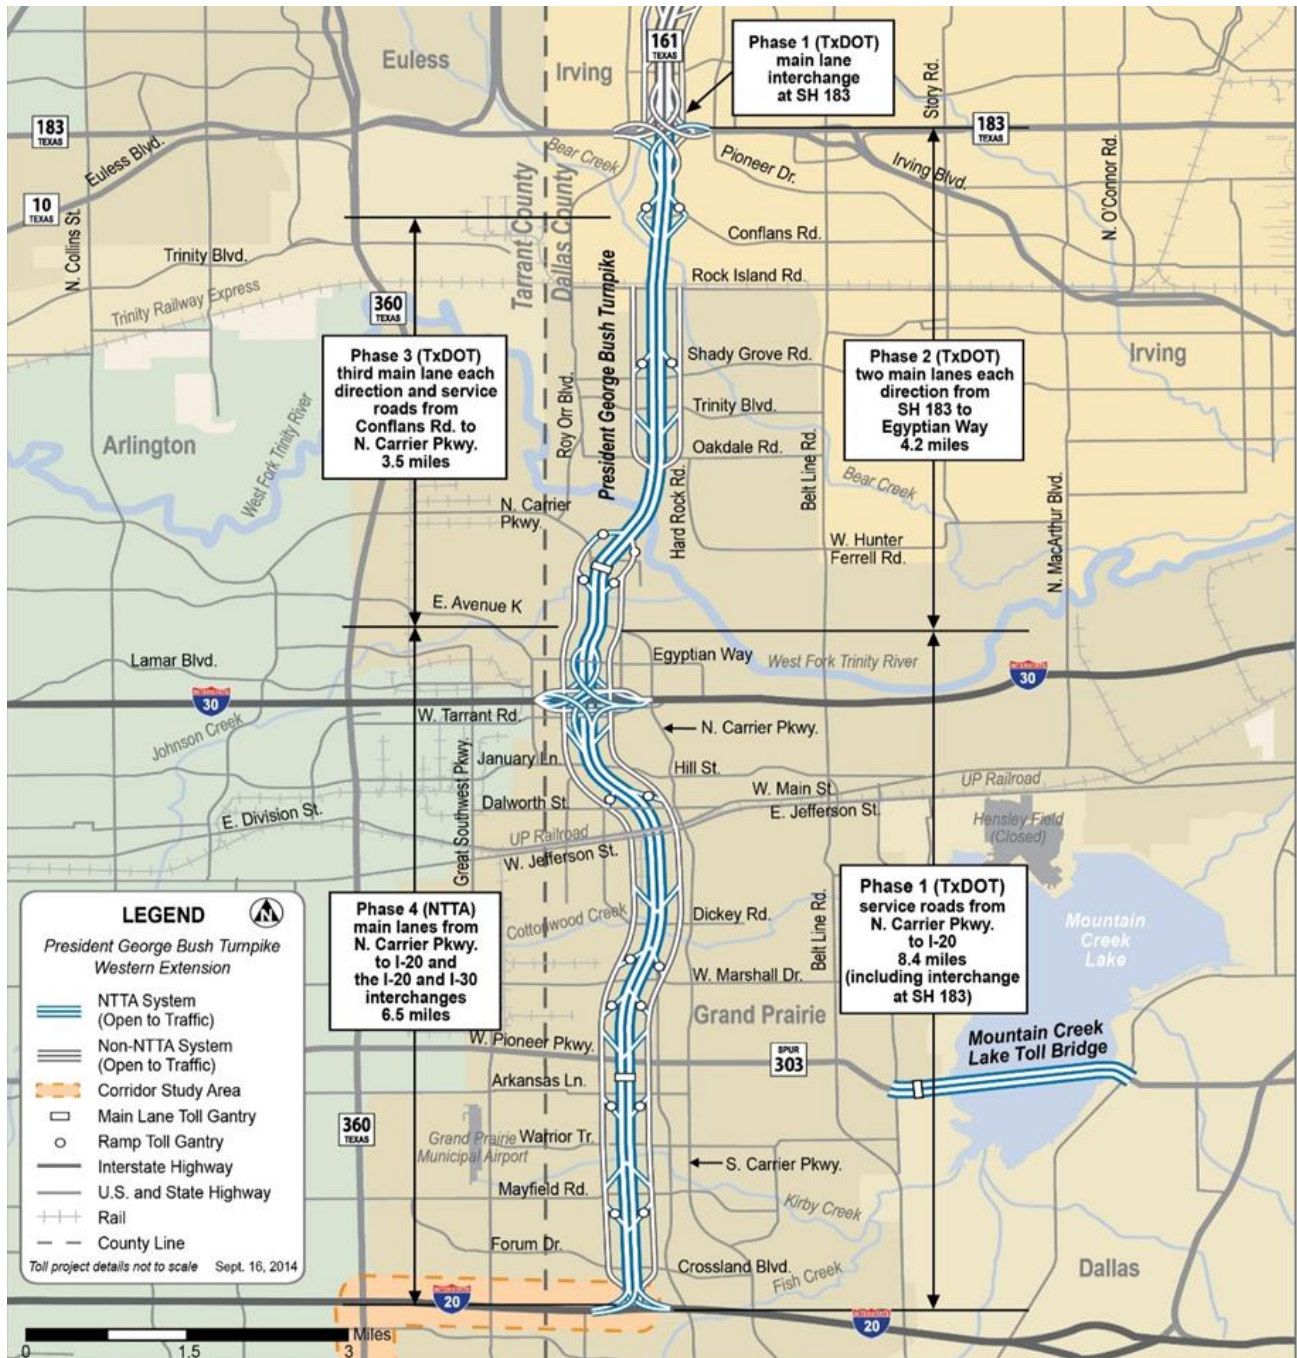 161
TEXAS
Phase 1 (TxDOT)
main lane
interchange
at SH 183
Euless
Irving
Story Rd.
183
TEXAS
183
TEXAS
Euless Blvd.
Bear Creek
Pioneer Dr.
Irving Blvd.
N. O'Connor Rd.
10
TEXAS
N. Collins St.
Tarrant County
Dallas County
Conflans Rd.
Trinity Blvd.
Rock Island Rd.
Trinity Railway Express
360
TEXAS
President George Bush Turnpike
Phase 3 (TxDOT)
third main lane each
direction and service
roads from
Conflans Rd. to
N. Carrier Pkwy.
3.5 miles
Shady Grove Rd.
Phase 2 (TxDOT)
two main lanes each
direction from
SH 183 to
Egyptian Way
4.2 miles
Irving
Roy Orr Blvd.
Trinity Blvd.
Arlington
West Fork Trinity River
Oakdale Rd.
Belt Line Rd.
Bear Creek
Hard Rock Rd.
N. Carrier
Pkwy.
W. Hunter
Ferrell Rd.
N. MacArthur Blvd.
E. Avenue K
Lamar Blvd.
Egyptian Way
West Fork Trinity River
INTERSTATE
30
INTERSTATE
30
W. Tarrant Rd.
N. Carrier Pkwy.
Johnson Creek
Great Southwest Pkwy.
January Ln.
Hill St.
W. Main St.
UP Railroad
Dalworth St.
E. Jefferson St.
E. Division St.
Hensley Field
(Closed)
UP Railroad
W. Jefferson St.
LEGEND
N
President George Bush Turnpike
Western Extension
NTTA System
(Open to Traffic)
Non-NTTA System
(Open to Traffic)
Corridor Study Area
Main Lane Toll Gantry
Ramp Toll Gantry
Interstate Highway
U.S. and State Highway
Rail
County Line
Toll project details not to scale Sept. 16, 2014
Phase 4 (NTTA)
main lanes from
N. Carrier Pkwy.
to I-20 and
the I-20 and I-30
interchanges
6.5 miles
Cottonwood Creek
Dickey Rd.
Belt Line Rd.
Phase 1 (TxDOT)
service roads from
N. Carrier Pkwy.
to I-20
8.4 miles
(including interchange
at SH 183)
Mountain
Creek
Lake
W. Marshall Dr.
Grand Prairie
W. Pioneer Pkwy.
SPUR
303
Mountain Creek
Lake Toll Bridge
Arkansas Ln.
360
TEXAS
Grand Prairie
Municipal Airport
Warrior Tr.
S. Carrier Pkwy.
Mayfield Rd.
Kirby Creek
Forum Dr.
Crossland Blvd.
Fish Creek
Dallas
INTERSTATE
20
INTERSTATE
20
Miles
0 1.5 3